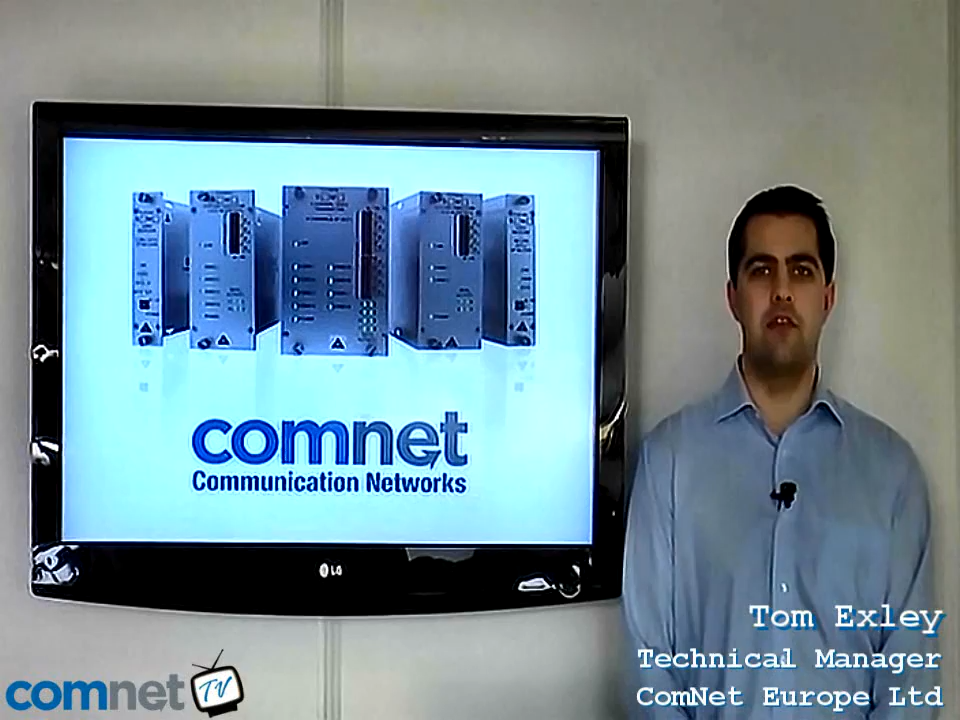 comnet
Communication Networks
LG
Tom Exley
Technical Manager
ComNet Europe Ltd
comnet TV